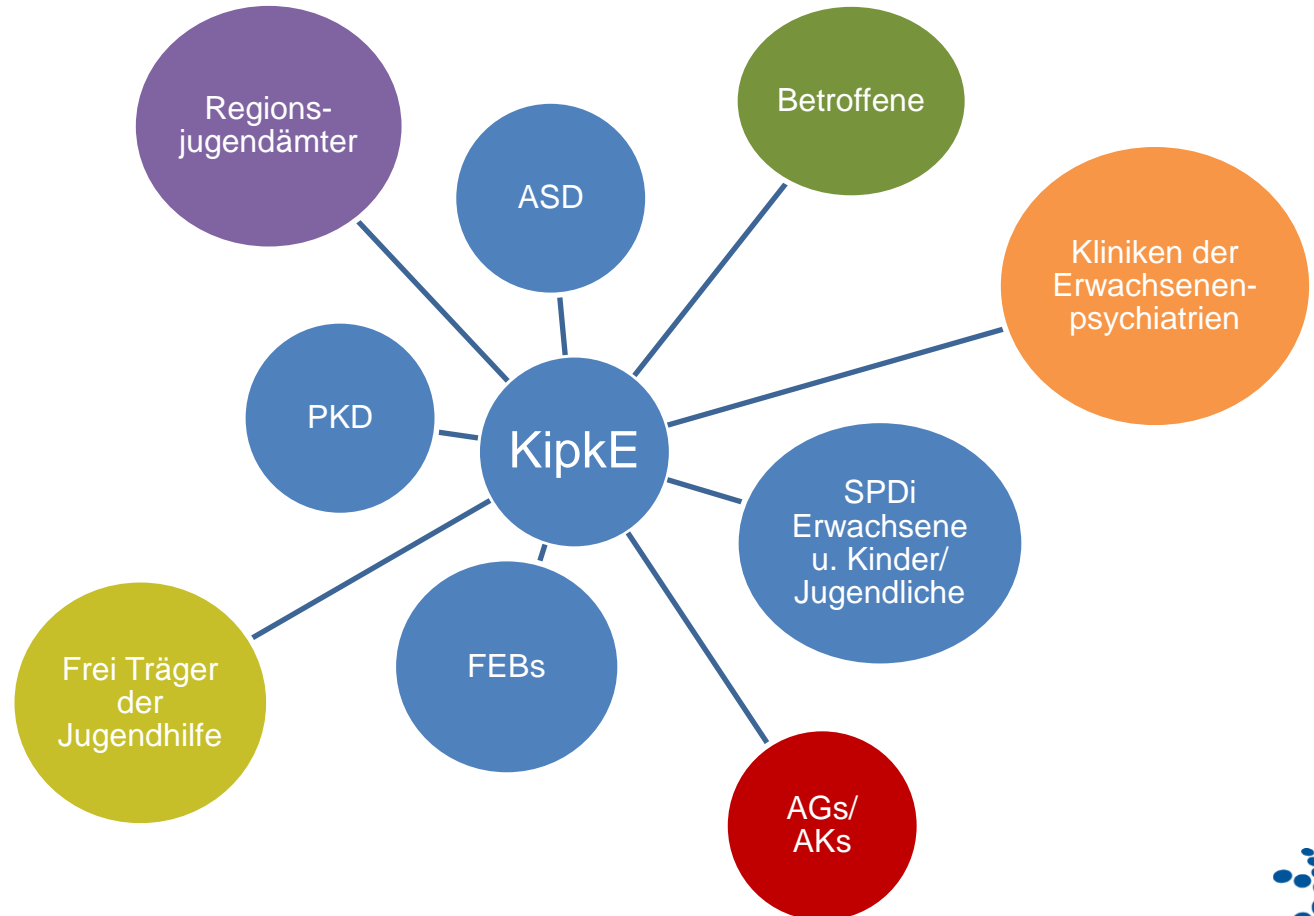 Regions-
jugendämter
Betroffene
ASD
Kliniken der
Erwachsenen-
psychiatrien
PKD
KipkE
SPDi
Erwachsene
u. Kinder/
Jugendliche
Frei Träger
der
Jugendhilfe
FEBs
AGs/
AKs